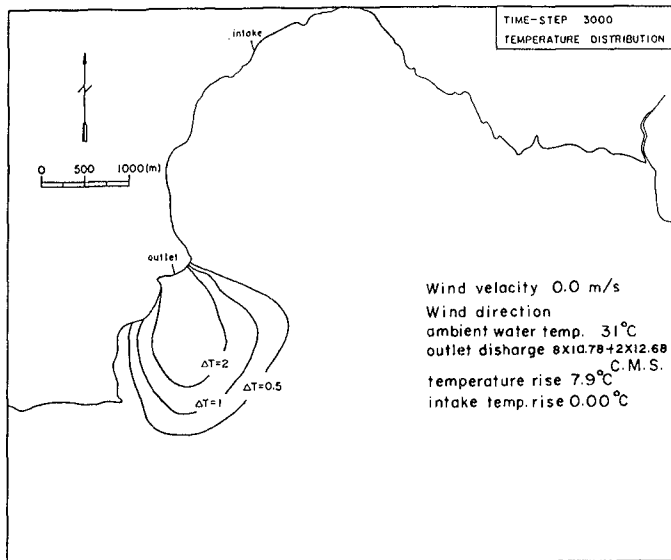 TIME-STEP 3000
TEMPERATURE DISTRIBUTION
intake
0 500 1000(m)
outlet
Wind velacity 0.0 m/s
Wind direction
ambient water temp. 31°C
outlet disharge 8X10.78+2X12.68
C.M.S.
temperature rise 7.9°C
intake temp. rise 0.00°C
ΔT=2
ΔT=1
ΔT=0.5